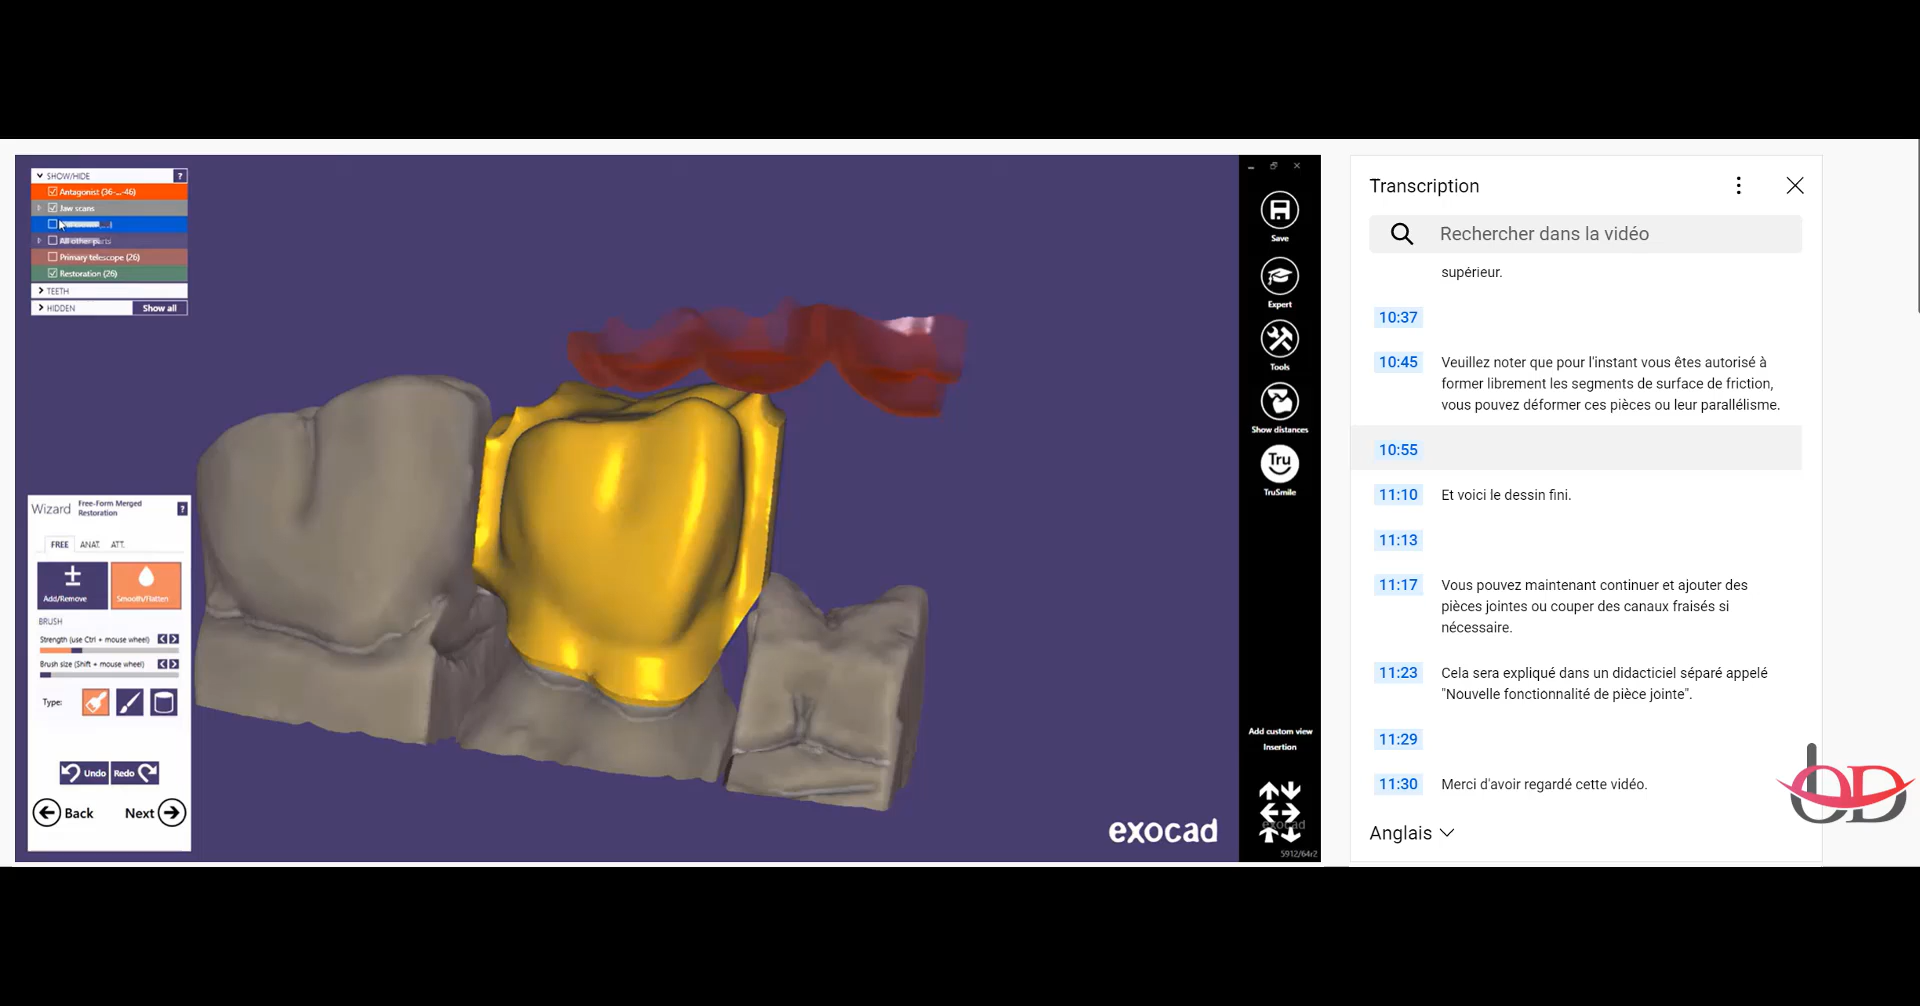 SHOW/HIDE
?
Antagonist (36-...-46)
Jaw scans
All other parts
Primary telescope (26)
Restoration (26)
TEETH
HIDDEN
Show all
Wizard
Free-Form Merged
Restoration
?
FREE
ANAT.
ATT.
Add/Remove
Smooth/Flatten
BRUSH
Strength (use Ctrl + mouse wheel)
Brush size (Shift + mouse wheel)
Type:
Undo
Redo
Back
Next
exocad
Save
Expert
Tools
Show distances
Tru
TruSmile
Add custom view
Insertion
exocad
5912/64r2
Transcription
Rechercher dans la vidéo
supérieur.
10:37
10:45 Veuillez noter que pour l'instant vous êtes autorisé à
former librement les segments de surface de friction,
vous pouvez déformer ces pièces ou leur parallélisme.
10:55
11:10 Et voici le dessin fini.
11:13
11:17 Vous pouvez maintenant continuer et ajouter des
pièces jointes ou couper des canaux fraisés si
nécessaire.
11:23 Cela sera expliqué dans un didacticiel séparé appelé
"Nouvelle fonctionnalité de pièce jointe".
11:29
11:30 Merci d'avoir regardé cette vidéo.
Anglais